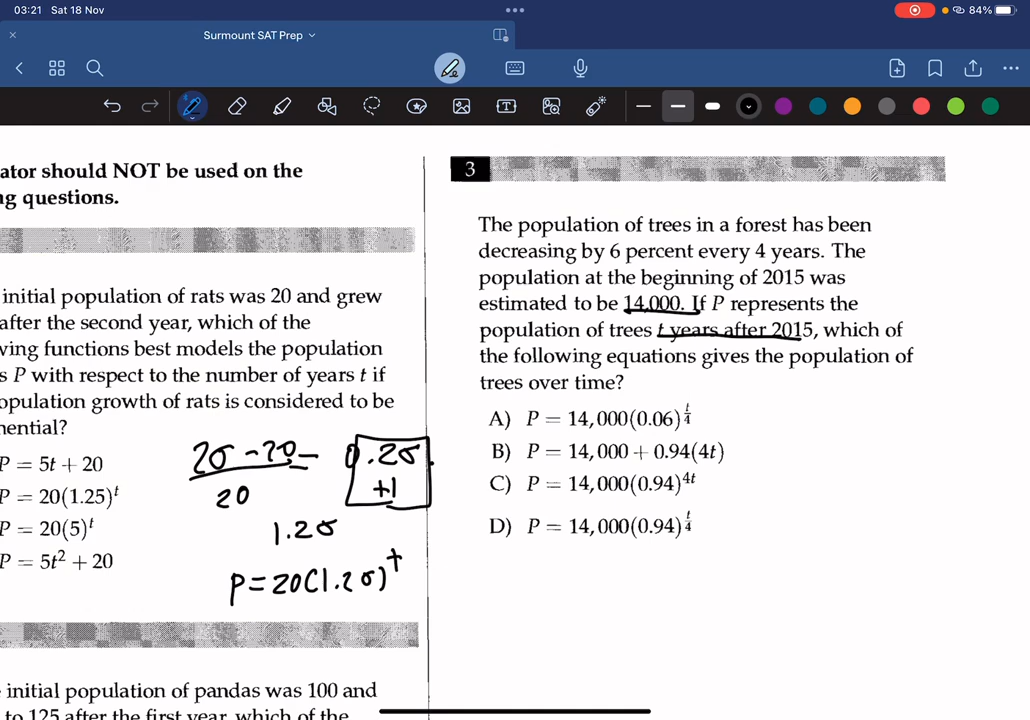 03:21 Sat 18 Nov
84%
Surmount SAT Prep
ator should NOT be used on the
ng questions.
initial population of rats was 20 and grew
after the second year, which of the
wing functions best models the population
s P with respect to the number of years t if
opulation growth of rats is considered to be
nential?
P = 5t + 20
P = 20(1.25)^t
P = 20(5)^t
P = 5t² + 20
25 - 20
20
0.25
+1
1.25
P = 20(1.25)^t
initial population of pandas was 100 and
to 125 after the first year, which of the
3
The population of trees in a forest has been
decreasing by 6 percent every 4 years. The
population at the beginning of 2015 was
estimated to be 14,000. If P represents the
population of trees t years after 2015, which of
the following equations gives the population of
trees over time?
A) P = 14,000(0.06)^(t/4)
B) P = 14,000 + 0.94(4t)
C) P = 14,000(0.94)^(4t)
D) P = 14,000(0.94)^(t/4)